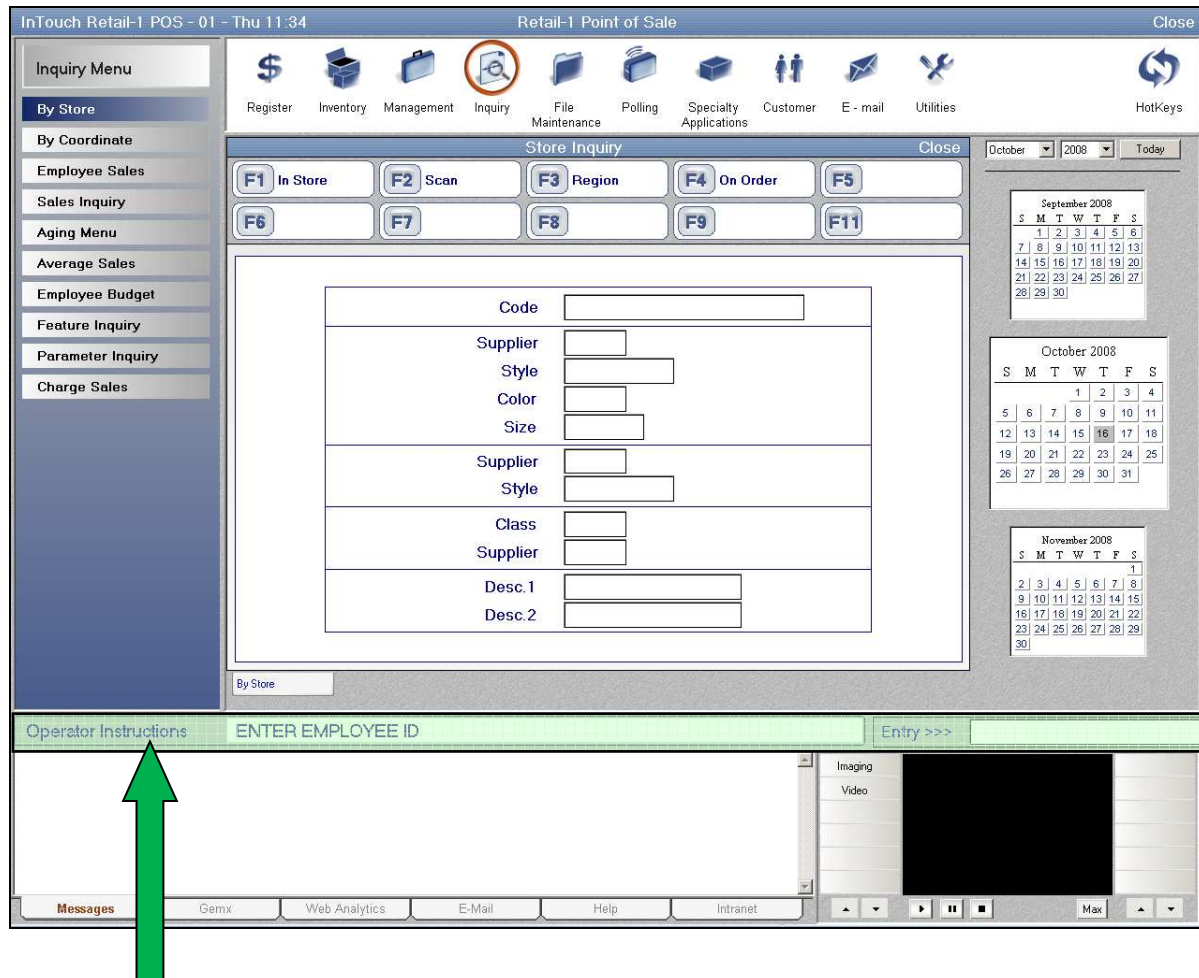 InTouch Retail-1 POS - 01 - Thu 11:34 Retail-1 Point of Sale Close
Inquiry Menu
By Store
By Coordinate
Employee Sales
Sales Inquiry
Aging Menu
Average Sales
Employee Budget
Feature Inquiry
Parameter Inquiry
Charge Sales
Register Inventory Management Inquiry File Maintenance Polling Specialty Applications Customer E - mail Utilities HotKeys
Store Inquiry Close
F1 In Store F2 Scan F3 Region F4 On Order F5
F6 F7 F8 F9 F11
Code
Supplier
Style
Color
Size
Supplier
Style
Class
Supplier
Desc.1
Desc.2
By Store
October 2008 Today
September 2008
S M T W T F S
1 2 3 4 5 6
7 8 9 10 11 12 13
14 15 16 17 18 19 20
21 22 23 24 25 26 27
28 29 30
October 2008
S M T W T F S
1 2 3 4
5 6 7 8 9 10 11
12 13 14 15 16 17 18
19 20 21 22 23 24 25
26 27 28 29 30 31
November 2008
S M T W T F S
1
2 3 4 5 6 7 8
9 10 11 12 13 14 15
16 17 18 19 20 21 22
23 24 25 26 27 28 29
30
Operator Instructions ENTER EMPLOYEE ID Entry >>>
Imaging
Video
Messages Gemx Web Analytics E-Mail Help Intranet Max